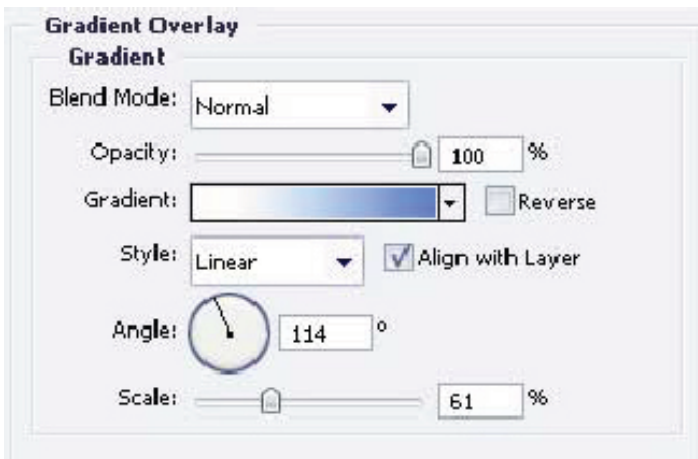 Gradient Overlay
Gradient
Blend Mode: Normal
Opacity: 100 %
Gradient: Reverse
Style: Linear Align with Layer
Angle: 114 °
Scale: 61 %